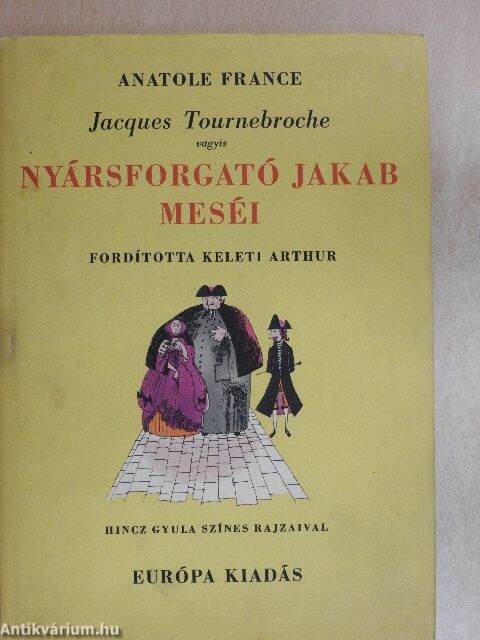 ANATOLE FRANCE
Jacques Tournebroche
vagyis
NYÁRSFORGATÓ JAKAB
MESÉI
FORDÍTOTTA KELETI ARTHUR
HINCZ GYULA SZÍNES RAJZAIVAL
EURÓPA KIADÁS
Antikvárium.hu